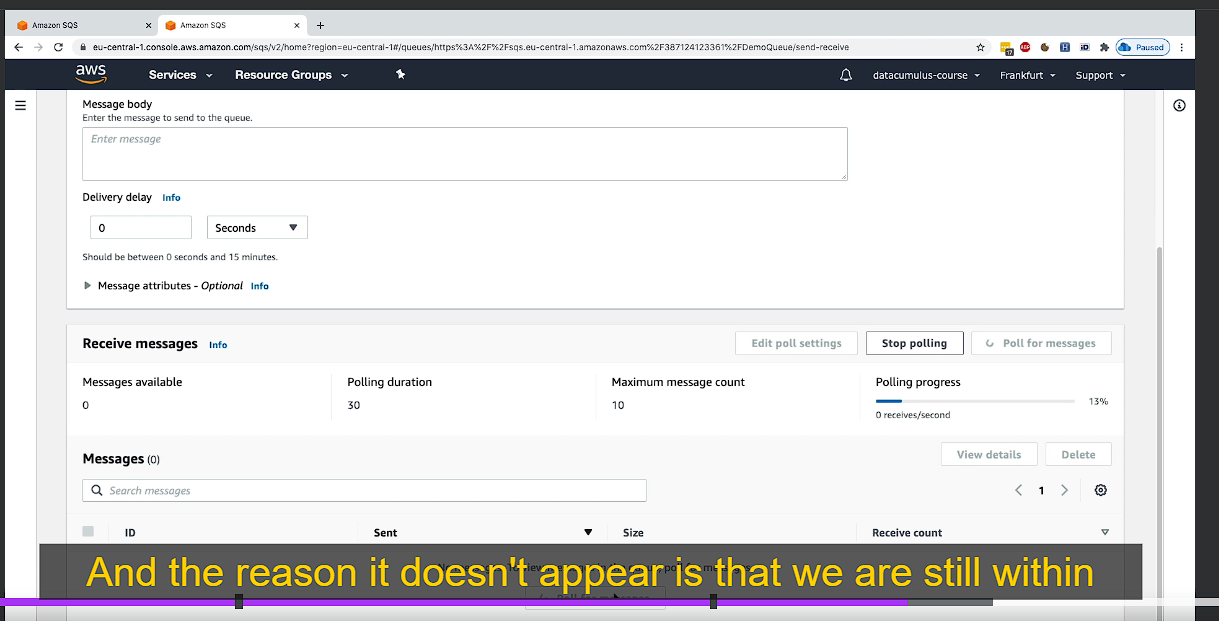 Amazon SQS
Amazon SQS
eu-central-1.console.aws.amazon.com/sqs/v2/home?region=eu-central-1#/queues/https%3A%2F%2Fsqs.eu-central-1.amazonaws.com%2F387124123361%2FDemoQueue/send-receive
17
ABP
H
Paused
aws
Services
Resource Groups
datacumulus-course
Frankfurt
Support
Message body
Enter the message to send to the queue.
Enter message
Delivery delay Info
0 Seconds
Should be between 0 seconds and 15 minutes.
Message attributes - Optional Info
Receive messages Info
Edit poll settings
Stop polling
Poll for messages
Messages available
0
Polling duration
30
Maximum message count
10
Polling progress
13%
0 receives/second
Messages (0)
View details
Delete
Search messages
1
ID Sent Size Receive count
And the reason it doesn't appear is that we are still within
Poll for messages